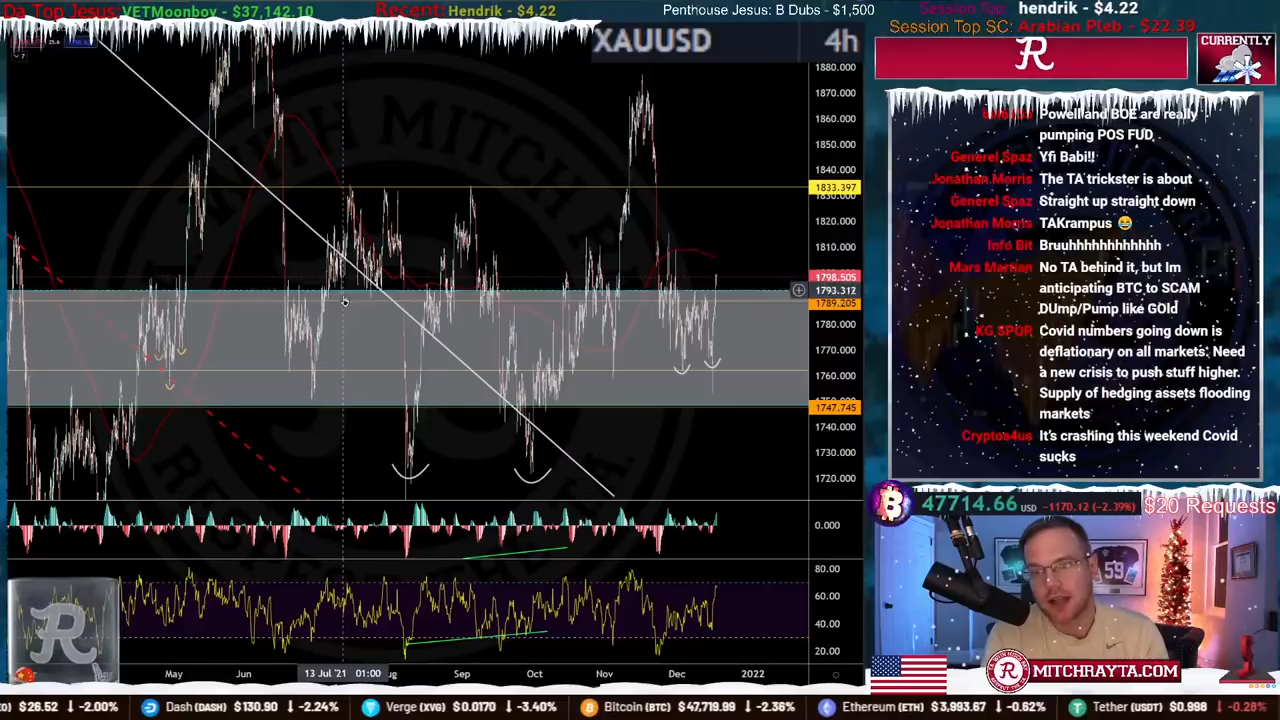 Da Top Jesus: VETMoonboy - $37,142.10
Recent: Hendrik - $4.22
Penthouse Jesus: B Dubs - $1,500
Session Top: hendrik - $4.22
Session Top SC: Arabian Pleb - $22.39
XAUUSD 4h
R
CURRENTLY
1880.000
1870.000
1860.000
1850.000
1840.000
1833.397
1820.000
1810.000
1798.505
1793.312
1789.205
1780.000
1770.000
1760.000
1747.745
1740.000
1730.000
1720.000
0.000
80.00
60.00
40.00
20.00
May Jun 13 Jul '21 01:00 Sep Oct Nov Dec 2022
Powell and BOE are really
pumping POS FUD
Generel Spaz Yfi Babi!!
Jonathan Morris The TA trickster is about
Generel Spaz Straight up straight down
Jonathan Morris TAKrampus 😂
Info Bit Bruuhhhhhhhhhhhh
Mars Martian No TA behind it, but Im
anticipating BTC to SCAM
DUmp/Pump like GOld
KG SPQR Covid numbers going down is
deflationary on all markets. Need
a new crisis to push stuff higher.
Supply of hedging assets flooding
markets
Cryptos4us It's crashing this weekend Covid
sucks
47714.66 USD -1170.12 (-2.39%) $20 Requests
59
R
MITCHRAYTA.COM
$26.52 -2.00% Dash (DASH) $130.90 -2.24% Verge (XVG) $0.0170 -3.40% Bitcoin (BTC) $47,719.99 -2.36% Ethereum (ETH) $3,993.67 -0.62% Tether (USDT) $0.998 -0.28%